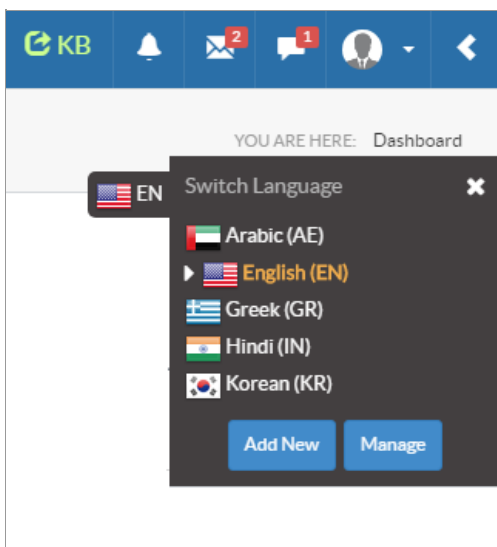 KB 2 1
YOU ARE HERE: Dashboard
EN
Switch Language
Arabic (AE)
English (EN)
Greek (GR)
Hindi (IN)
Korean (KR)
Add New Manage